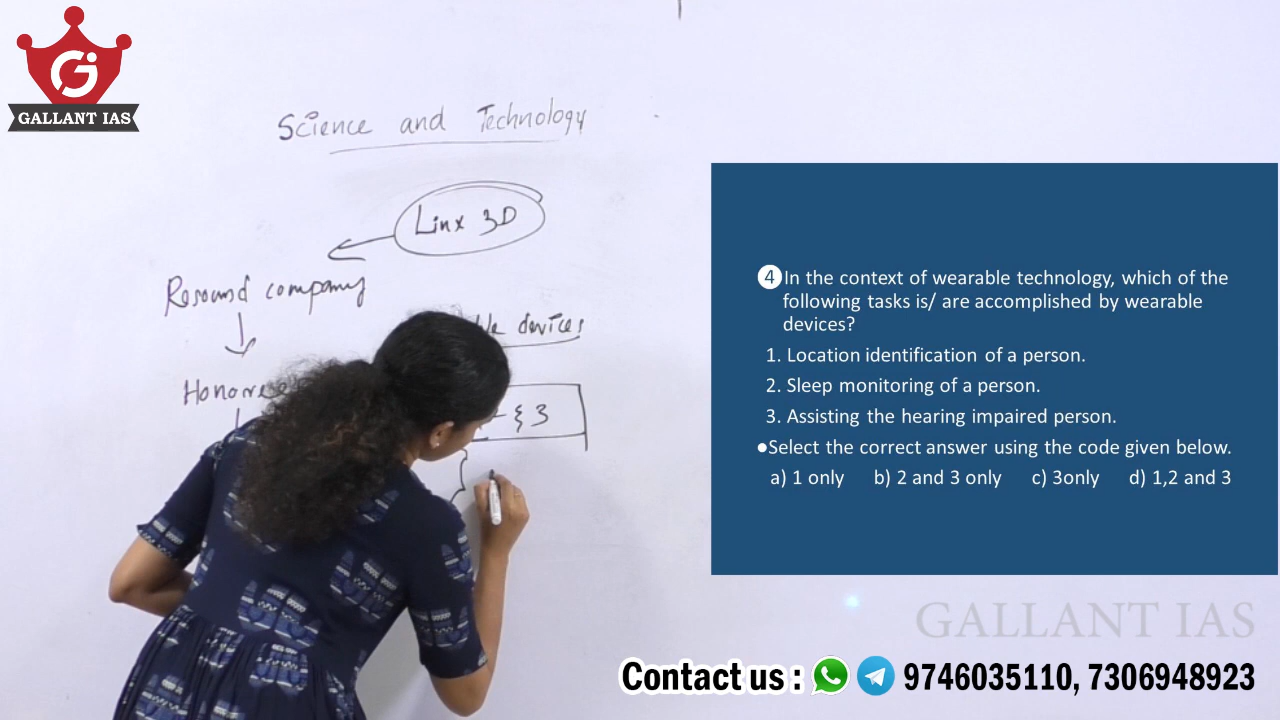 GALLANT IAS
Science and Technology
Linx 3D
Resound company
devices
{ 3
4 In the context of wearable technology, which of the
following tasks is/ are accomplished by wearable
devices?
1. Location identification of a person.
2. Sleep monitoring of a person.
3. Assisting the hearing impaired person.
●Select the correct answer using the code given below.
a) 1 only b) 2 and 3 only c) 3only d) 1,2 and 3
GALLANT IAS
Contact us : 9746035110, 7306948923